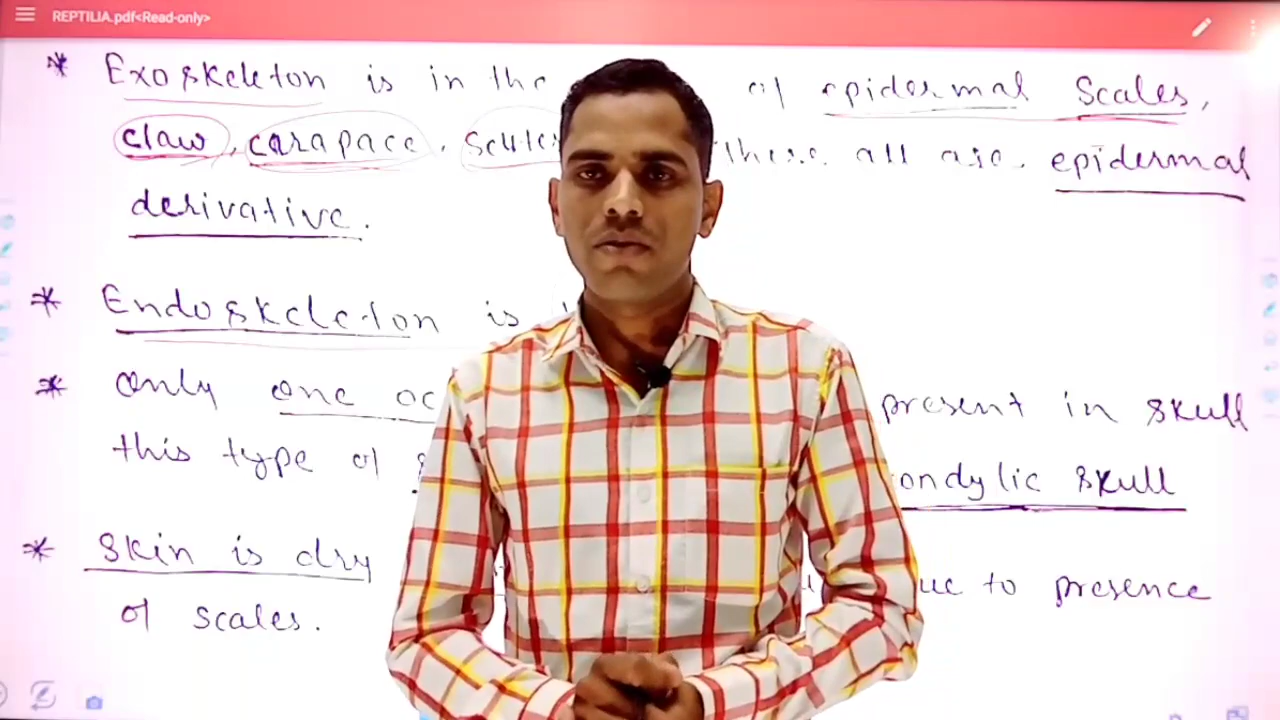 REPTILIA.pdf<Read-only>
* Exoskeleton is in the of epidermal scales,
claw, carapace, these all are epidermal
derivative.
* Endoskeleton is
* Only one present in skull
this type of skull
* Skin is dry to presence
of scales.